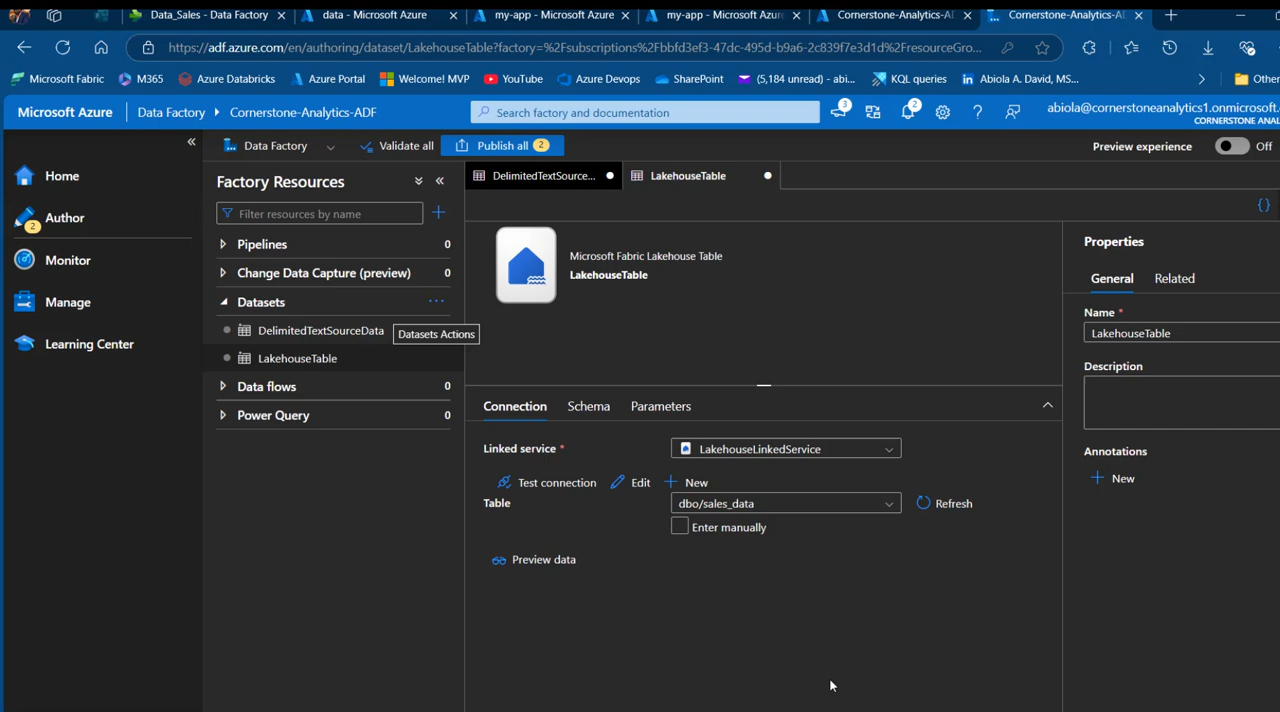 Data_Sales - Data Factory
data - Microsoft Azure
my-app - Microsoft Azure
my-app - Microsoft Azure
Cornerstone-Analytics-AD
Cornerstone-Analytics-AD
https://adf.azure.com/en/authoring/dataset/LakehouseTable?factory=%2Fsubscriptions%2Fbbfd3ef3-47dc-495d-b9a6-2c839f7e3d1d%2FresourceGro...
Microsoft Fabric
M365
Azure Databricks
Azure Portal
Welcome! MVP
YouTube
Azure Devops
SharePoint
(5,184 unread) - abi...
KQL queries
Abiola A. David, MS...
Other
Microsoft Azure
Data Factory
Cornerstone-Analytics-ADF
Search factory and documentation
3
2
abiola@cornerstoneanalytics1.onmicrosoft.
CORNERSTONE ANAL
Data Factory
Validate all
Publish all 2
Preview experience
Off
Home
Author
2
Monitor
Manage
Learning Center
Factory Resources
Filter resources by name
Pipelines 0
Change Data Capture (preview) 0
Datasets ...
DelimitedTextSourceData
Datasets Actions
LakehouseTable
Data flows 0
Power Query 0
DelimitedTextSource...
LakehouseTable
{}
Microsoft Fabric Lakehouse Table
LakehouseTable
Connection
Schema
Parameters
Linked service *
LakehouseLinkedService
Test connection
Edit
New
Table
dbo/sales_data
Refresh
Enter manually
Preview data
Properties
General
Related
Name *
LakehouseTable
Description
Annotations
New